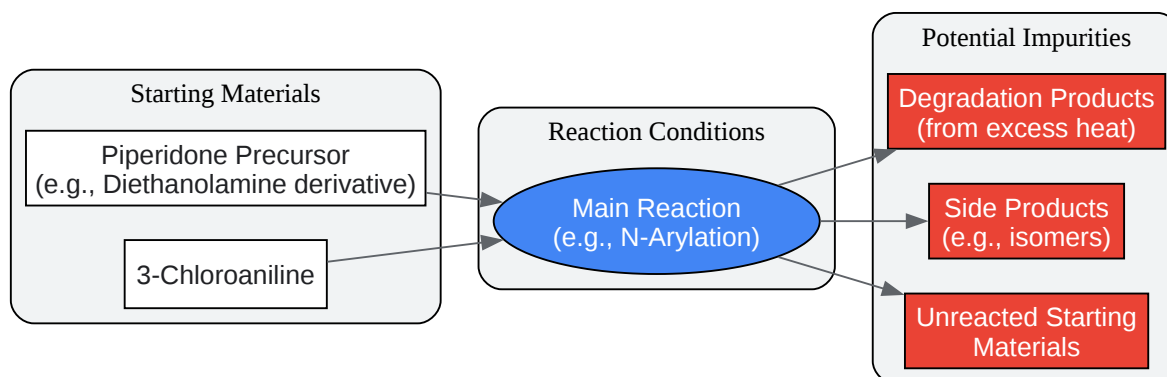 Starting Materials
Piperidone Precursor
(e.g., Diethanolamine derivative)
3-Chloroaniline
Reaction Conditions
Main Reaction
(e.g., N-Arylation)
Potential Impurities
Degradation Products
(from excess heat)
Side Products
(e.g., isomers)
Unreacted Starting
Materials